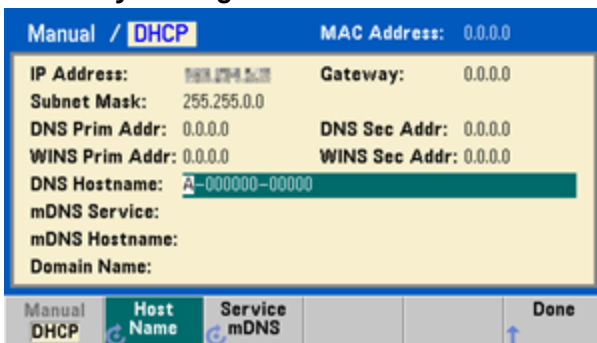 Manual / DHCP MAC Address: 0.0.0.0
IP Address: Gateway: 0.0.0.0
Subnet Mask: 255.255.0.0
DNS Prim Addr: 0.0.0.0 DNS Sec Addr: 0.0.0.0
WINS Prim Addr: 0.0.0.0 WINS Sec Addr: 0.0.0.0
DNS Hostname: A-000000-00000
mDNS Service:
mDNS Hostname:
Domain Name:
Manual DHCP Host Name Service mDNS Done